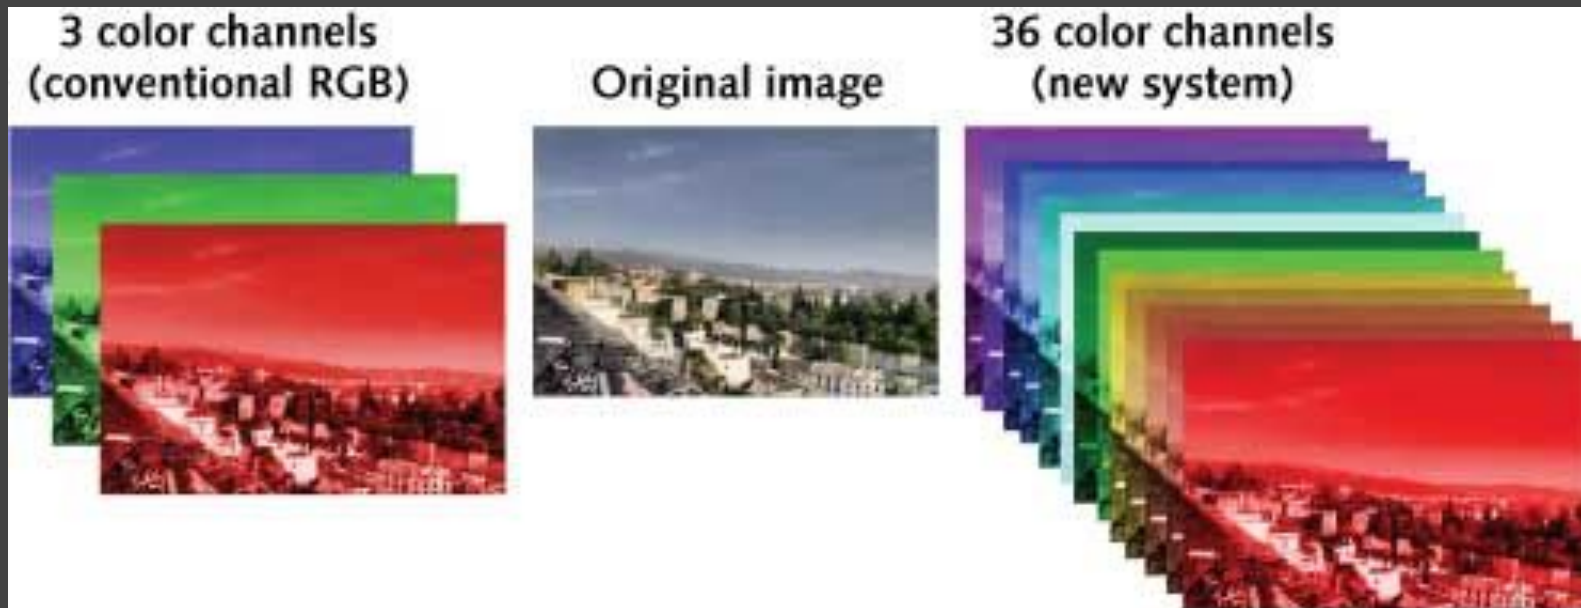 3 color channels
(conventional RGB)
Original image
36 color channels
(new system)